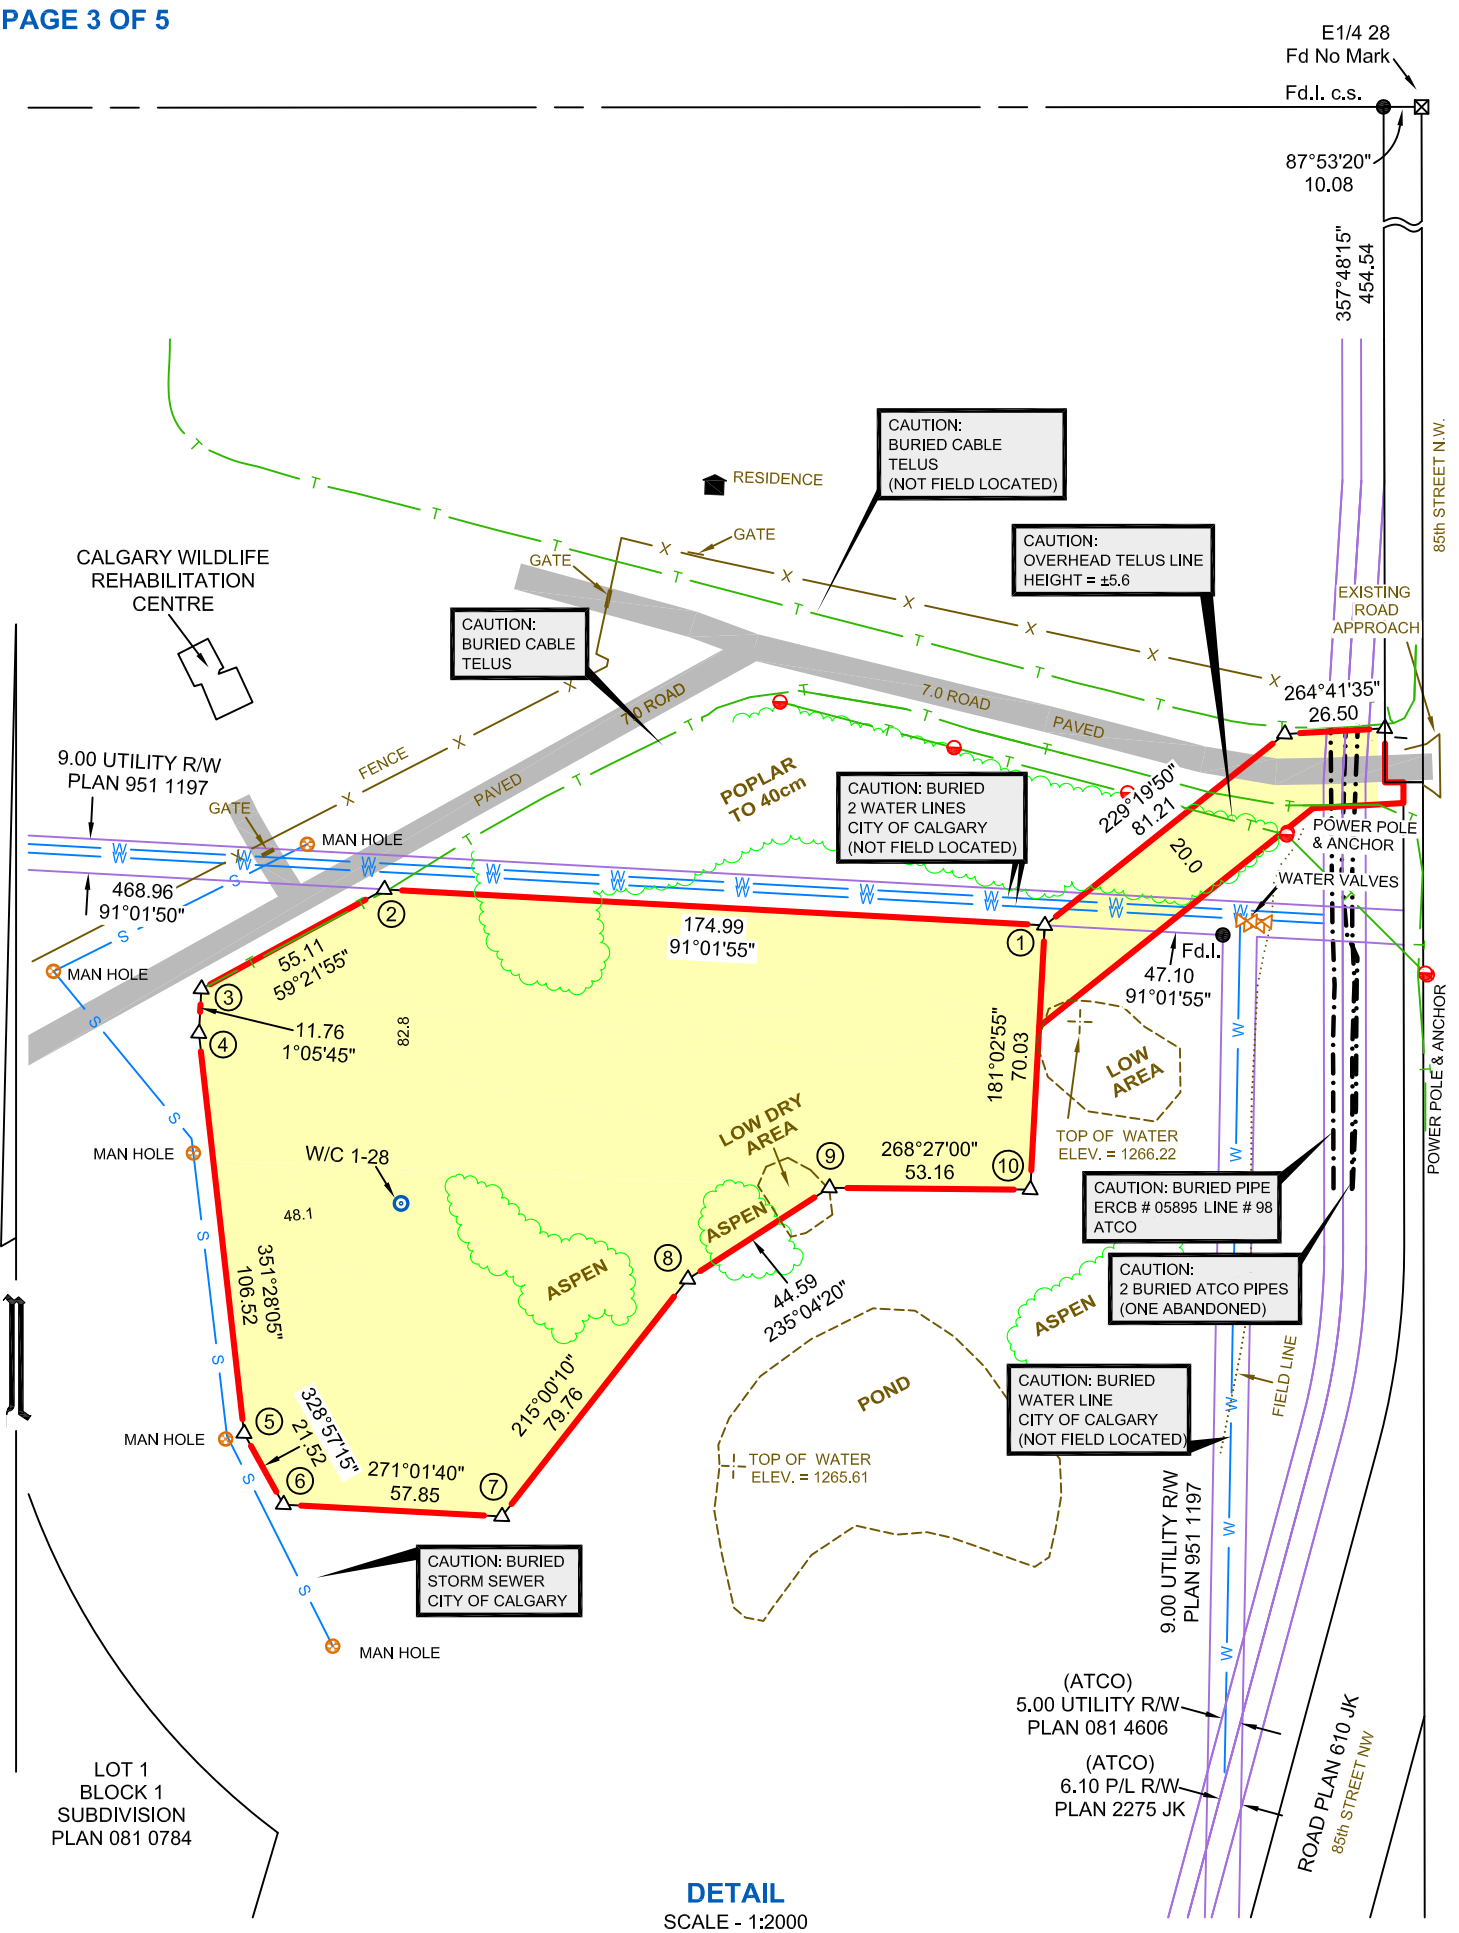 PAGE 3 OF 5
E1/4 28
Fd No Mark
Fd.I. c.s.
87°53'20"
10.08
357°48'15"
454.54
85th STREET N.W.
CAUTION:
BURIED CABLE
TELUS
(NOT FIELD LOCATED)
RESIDENCE
GATE
GATE
CAUTION:
OVERHEAD TELUS LINE
HEIGHT = ±5.6
CALGARY WILDLIFE
REHABILITATION
CENTRE
EXISTING
ROAD
APPROACH
CAUTION:
BURIED CABLE
TELUS
264°41'35"
26.50
7.0 ROAD
PAVED
7.0 ROAD
PAVED
9.00 UTILITY R/W
PLAN 951 1197
FENCE
GATE
POPLAR
TO 40cm
CAUTION: BURIED
2 WATER LINES
CITY OF CALGARY
(NOT FIELD LOCATED)
229°19'50"
81.21
20.0
POWER POLE
& ANCHOR
WATER VALVES
MAN HOLE
468.96
91°01'50"
2
174.99
91°01'55"
1
Fd.I.
47.10
91°01'55"
MAN HOLE
55.11
59°21'55"
3
11.76
1°05'45"
4
82.8
181°02'55"
70.03
LOW
AREA
TOP OF WATER
ELEV. = 1266.22
POWER POLE & ANCHOR
LOW DRY
AREA
MAN HOLE
W/C 1-28
9
268°27'00"
53.16
10
CAUTION: BURIED PIPE
ERCB # 05895 LINE # 98
ATCO
48.1
ASPEN
ASPEN
8
44.59
235°04'20"
ASPEN
CAUTION:
2 BURIED ATCO PIPES
(ONE ABANDONED)
351°28'05"
106.52
FIELD LINE
CAUTION: BURIED
WATER LINE
CITY OF CALGARY
(NOT FIELD LOCATED)
POND
TOP OF WATER
ELEV. = 1265.61
215°00'10"
79.76
MAN HOLE
5
328°57'15"
21.52
6
271°01'40"
57.85
7
9.00 UTILITY R/W
PLAN 951 1197
CAUTION: BURIED
STORM SEWER
CITY OF CALGARY
MAN HOLE
(ATCO)
5.00 UTILITY R/W
PLAN 081 4606
(ATCO)
6.10 P/L R/W
PLAN 2275 JK
ROAD PLAN 610 JK
85th STREET NW
LOT 1
BLOCK 1
SUBDIVISION
PLAN 081 0784
DETAIL
SCALE - 1:2000